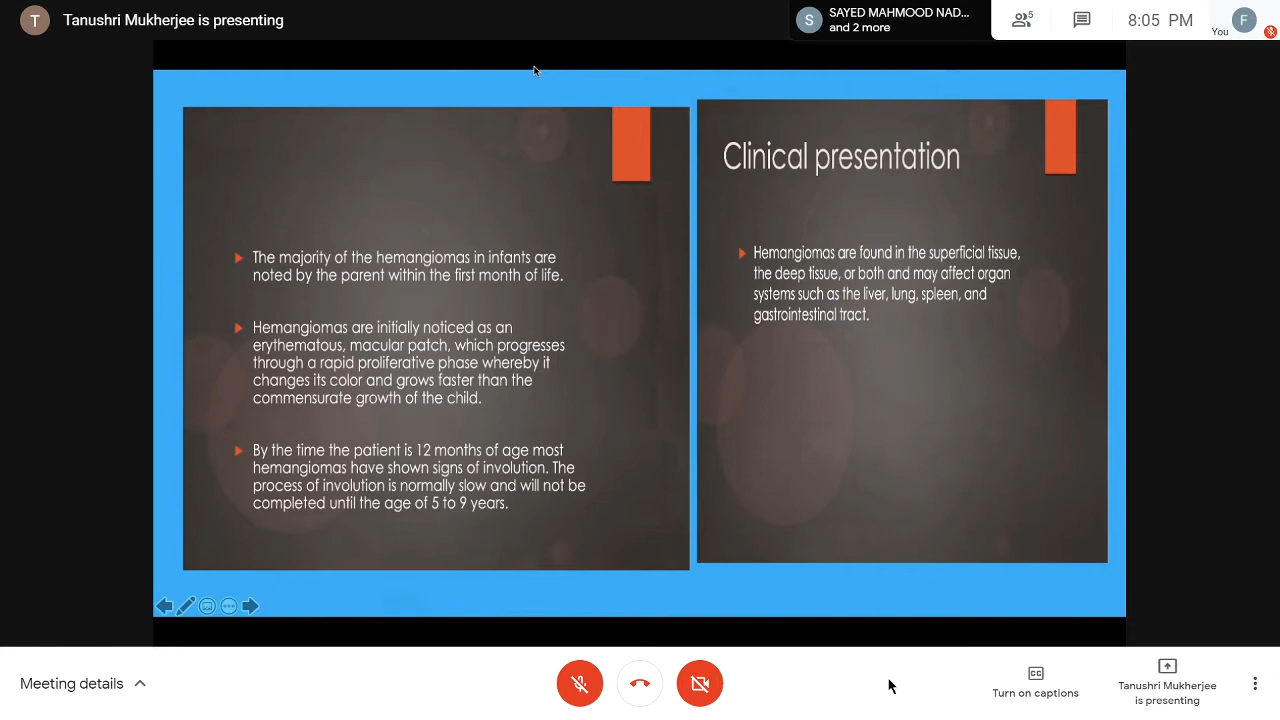 T
Tanushri Mukherjee is presenting
S
SAYED MAHMOOD NAD...
and 2 more
5
8:05 PM
You
F
The majority of the hemangiomas in infants are
noted by the parent within the first month of life.
Hemangiomas are initially noticed as an
erythematous, macular patch, which progresses
through a rapid proliferative phase whereby it
changes its color and grows faster than the
commensurate growth of the child.
By the time the patient is 12 months of age most
hemangiomas have shown signs of involution. The
process of involution is normally slow and will not be
completed until the age of 5 to 9 years.
Clinical presentation
Hemangiomas are found in the superficial tissue,
the deep tissue, or both and may affect organ
systems such as the liver, lung, spleen, and
gastrointestinal tract.
Meeting details
CC
Turn on captions
Tanushri Mukherjee
is presenting